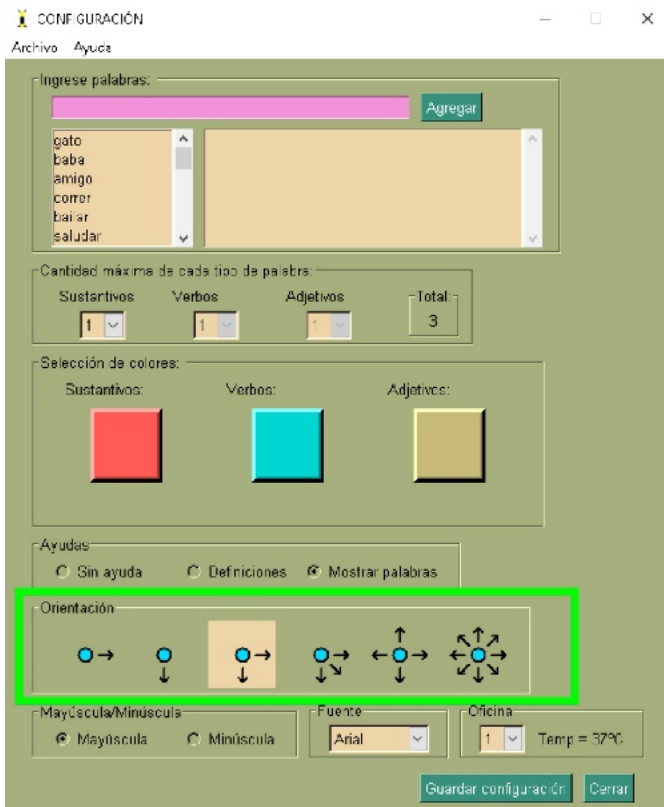 CONFIGURACIÓN
Archivo Ayuda
Ingrese palabras:
Agregar
gato
baba
amigo
correr
bailar
saludar
Cantidad máxima de cada tipo de palabra:
Sustantivos Verbos Adjetivos Total:
1 1 1 3
Selección de colores:
Sustantivos: Verbos: Adjetivos:
Ayudas
Sin ayuda Definiciones Mostrar palabras
Orientación
Mayúscula/Minúscula Fuente Oficina
Mayúscula Minúscula Arial 1 Temp = 37ºC
Guardar configuración Cerrar